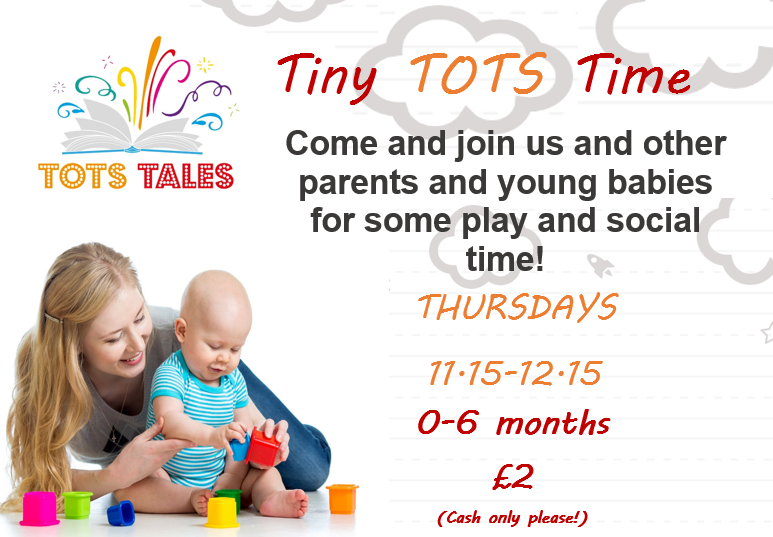 Tiny TOTS Time
TOTS TALES
Come and join us and other
parents and young babies
for some play and social
time!
THURSDAYS
11.15-12.15
0-6 months
£2
(Cash only please!)